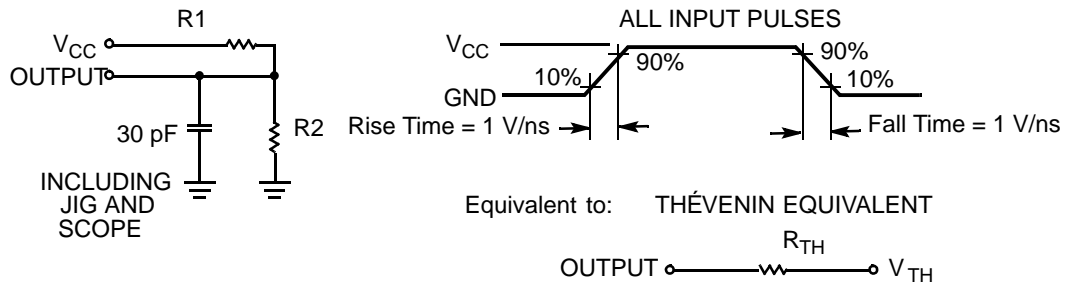 R1
VCC
OUTPUT
30 pF
R2
INCLUDING
JIG AND
SCOPE
ALL INPUT PULSES
VCC
GND
10%
90%
90%
10%
Rise Time = 1 V/ns
Fall Time = 1 V/ns
Equivalent to: THÉVENIN EQUIVALENT
RTH
OUTPUT
VTH